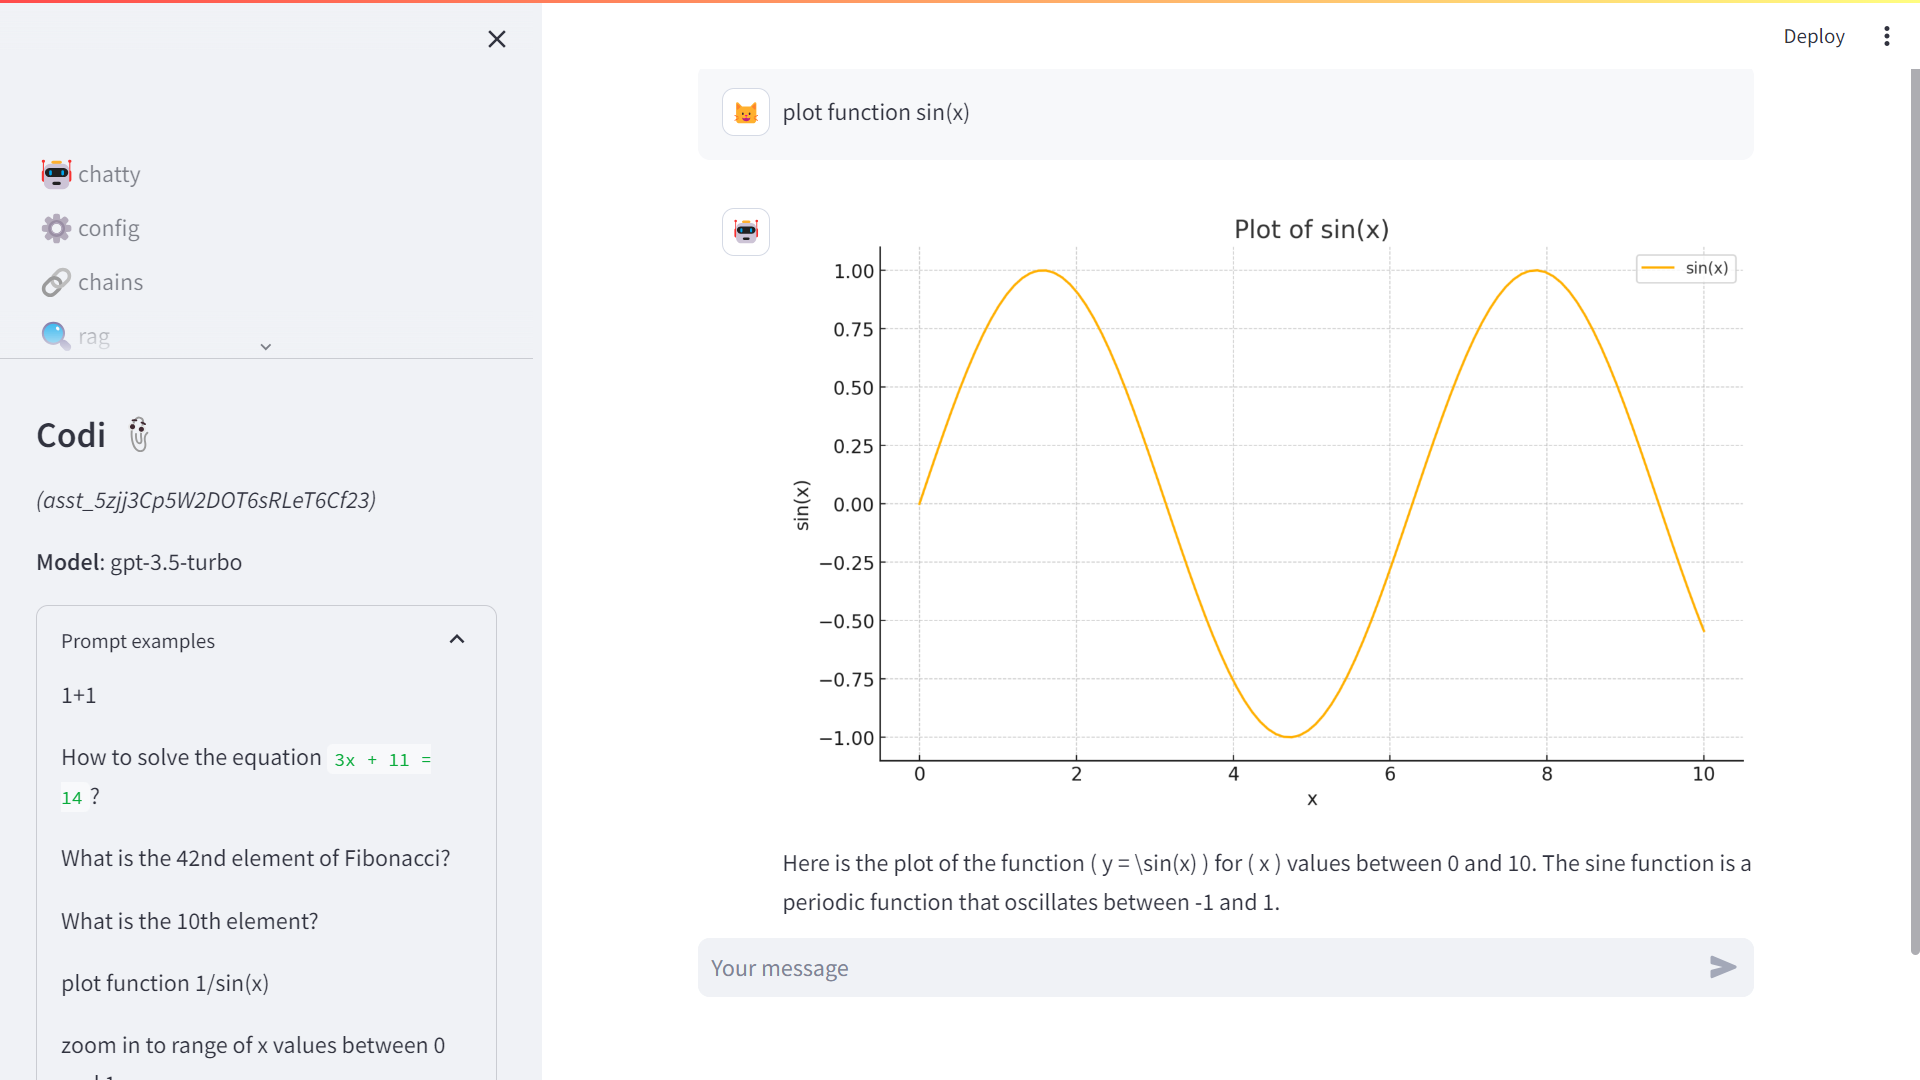 Deploy
chatty
config
chains
rag
Codi
(asst_5zjj3Cp5W2DOT6sRLeT6Cf23)
Model: gpt-3.5-turbo
Prompt examples
1+1
How to solve the equation 3x + 11 =
14 ?
What is the 42nd element of Fibonacci?
What is the 10th element?
plot function 1/sin(x)
zoom in to range of x values between 0
plot function sin(x)
Plot of sin(x)
sin(x)
1.00
0.75
0.50
0.25
0.00
−0.25
−0.50
−0.75
−1.00
sin(x)
0 2 4 6 8 10
x
Here is the plot of the function ( y = \sin(x) ) for ( x ) values between 0 and 10. The sine function is a
periodic function that oscillates between -1 and 1.
Your message